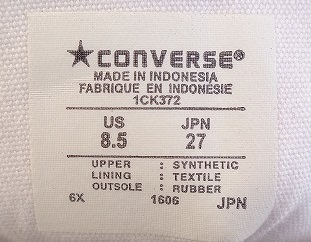 ★CONVERSE®
MADE IN INDONESIA
FABRIQUE EN INDONÉSIE
1CK372
US JPN
8.5 27
UPPER : SYNTHETIC
LINING : TEXTILE
OUTSOLE : RUBBER
6X 1606 JPN